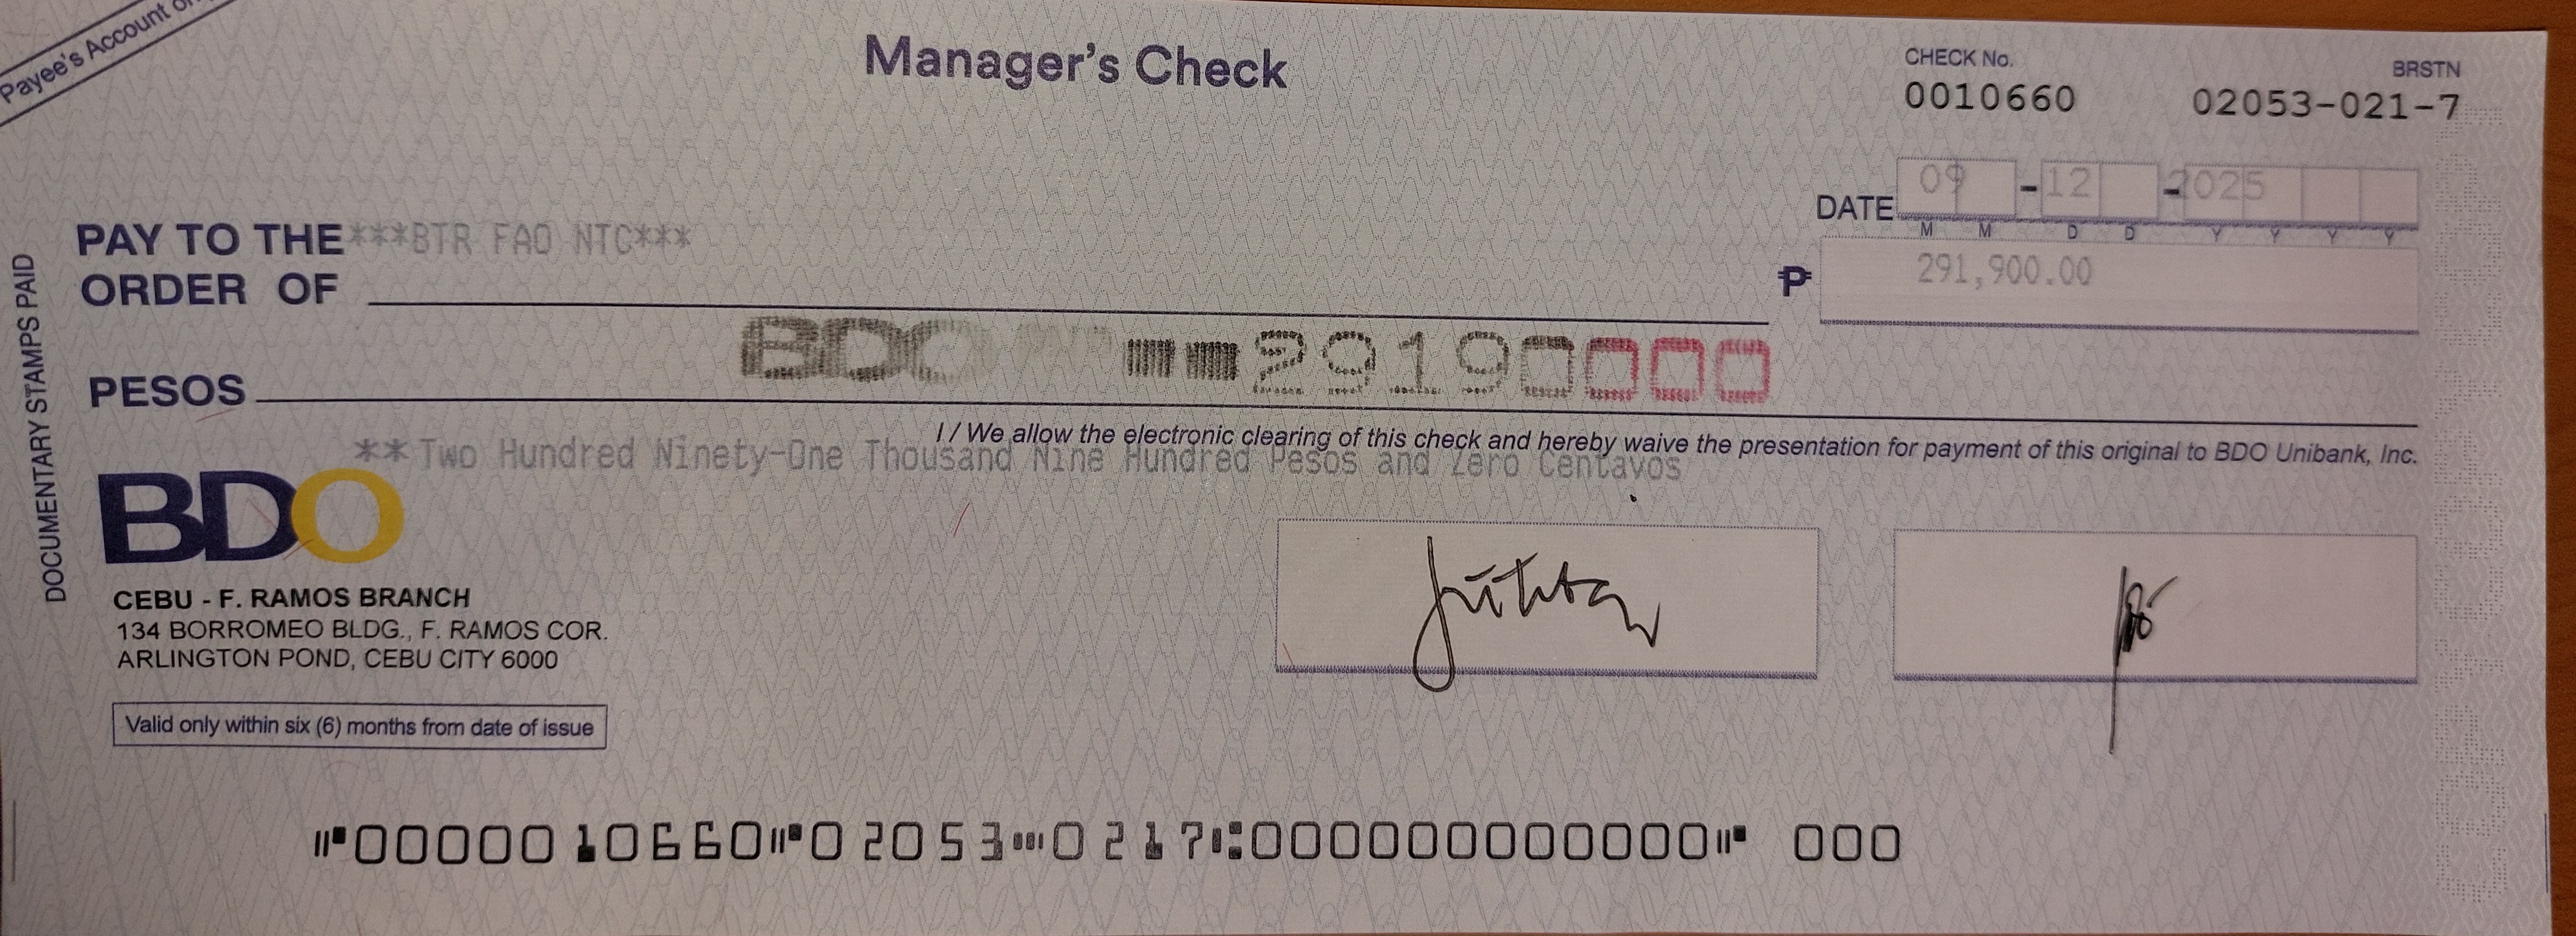 Payee's Account
Manager's Check
CHECK No.
0010660
BRSTN
02053-021-7
DATE 09-12-2025
M M D D Y Y Y Y
PAY TO THE ***BTR FAO NTC***
ORDER OF
₱ 291,900.00
BDO 29190000
PESOS
I / We allow the electronic clearing of this check and hereby waive the presentation for payment of this original to BDO Unibank, Inc.
**Two Hundred Ninety-One Thousand Nine Hundred Pesos and Zero Centavos
DOCUMENTARY STAMPS PAID
BDO
CEBU - F. RAMOS BRANCH
134 BORROMEO BLDG., F. RAMOS COR.
ARLINGTON POND, CEBU CITY 6000
Valid only within six (6) months from date of issue
⑈0000010660⑈02053⑉0217⑆000000000000⑈ 000